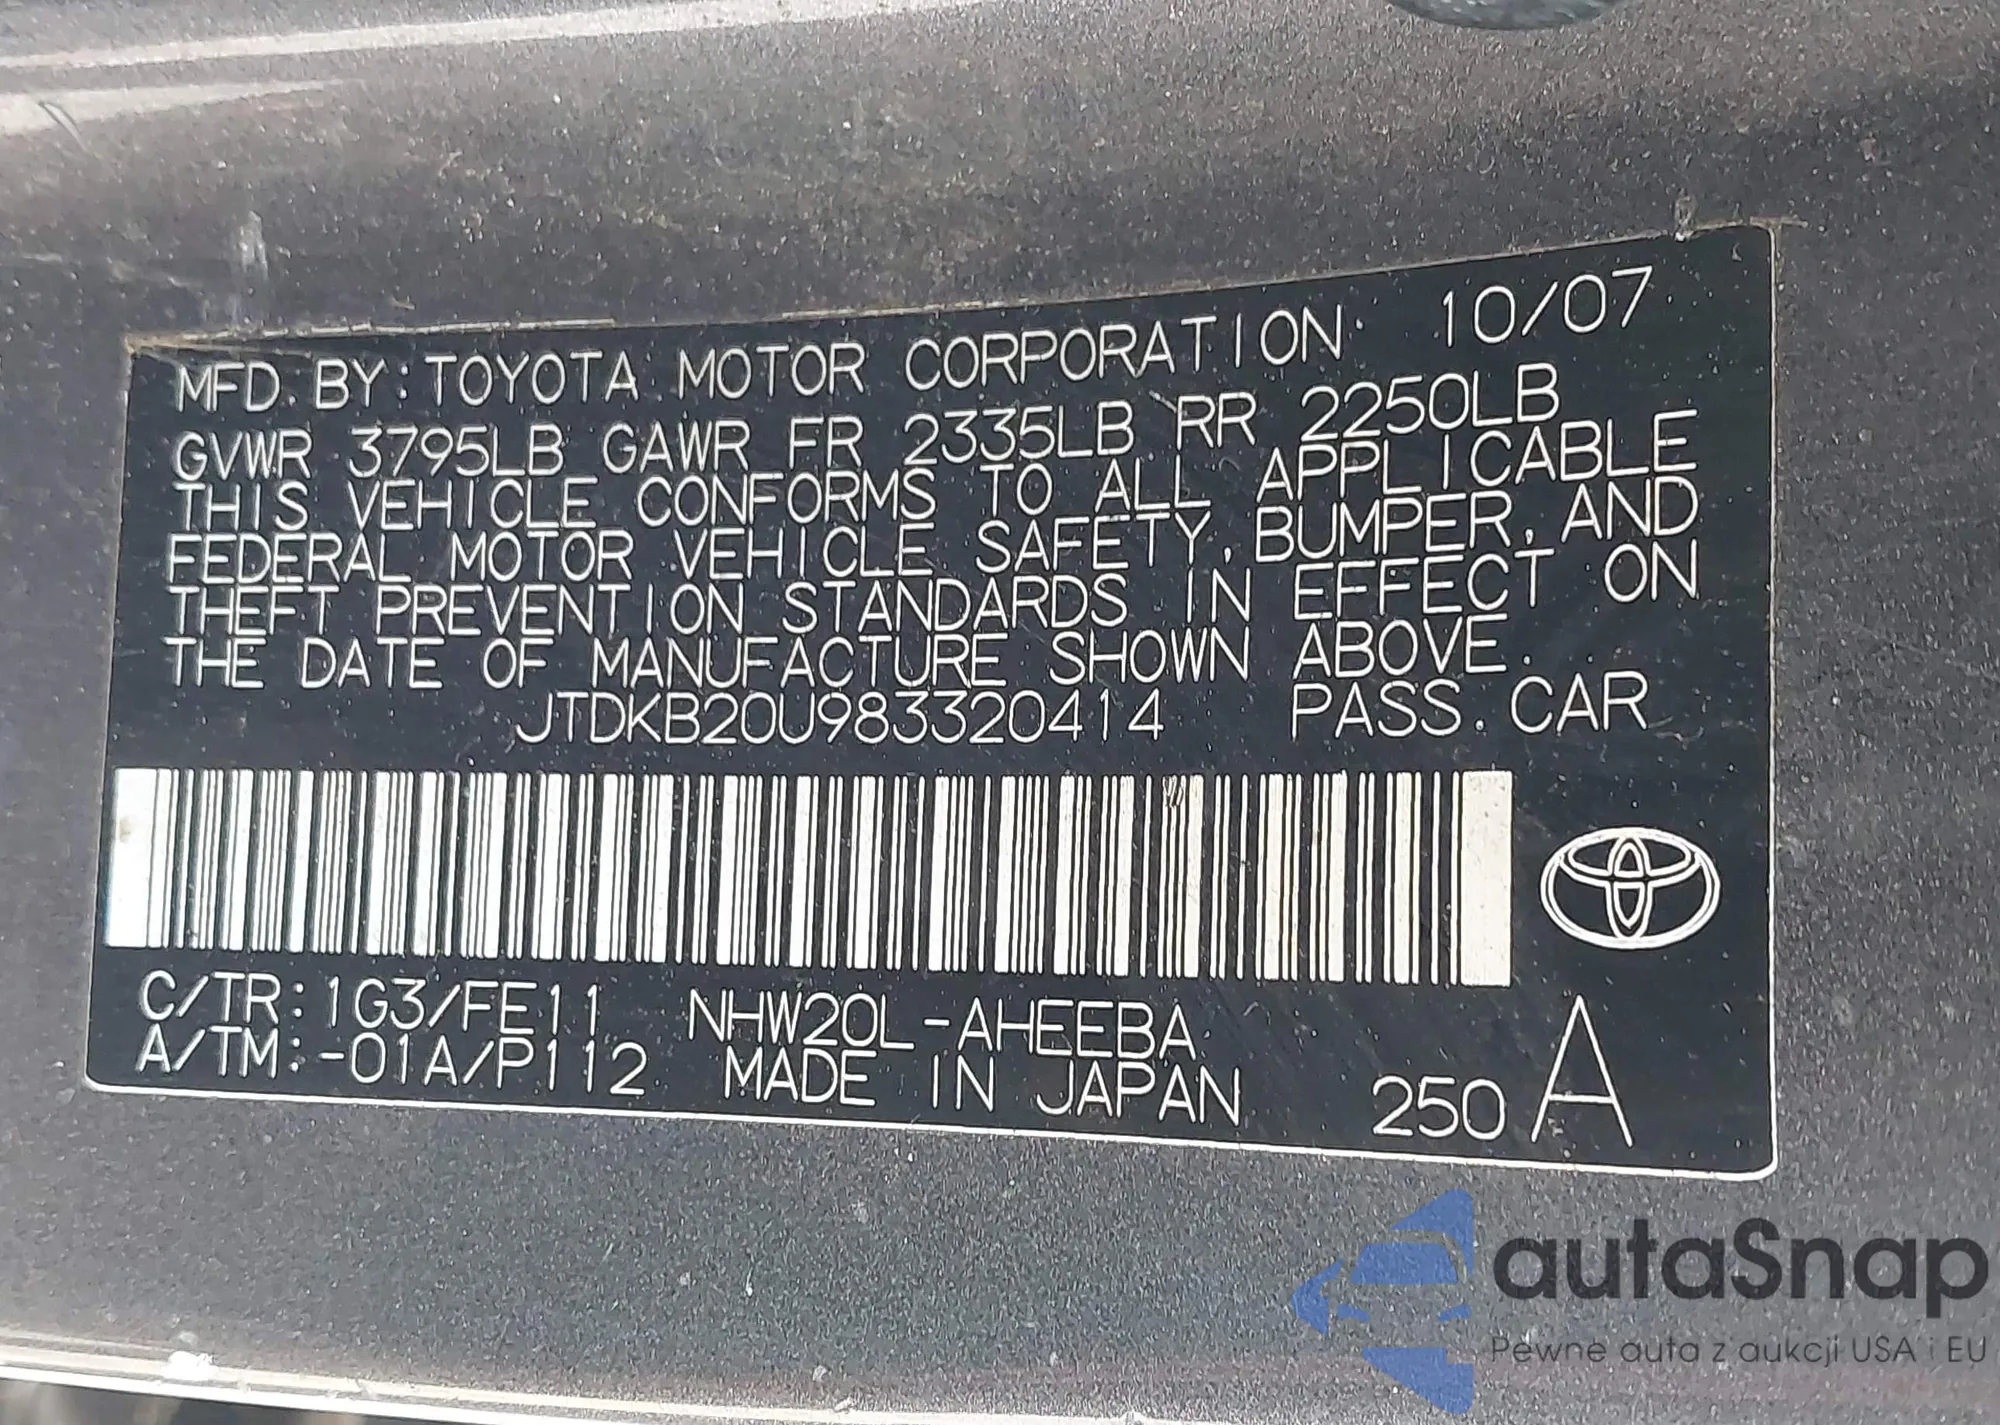 MFD. BY: TOYOTA MOTOR CORPORATION 10/07
GVWR 3795LB GAWR FR 2335LB RR 2250LB
THIS VEHICLE CONFORMS TO ALL APPLICABLE
FEDERAL MOTOR VEHICLE SAFETY, BUMPER, AND
THEFT PREVENTION STANDARDS IN EFFECT ON
THE DATE OF MANUFACTURE SHOWN ABOVE.
JTDKB20U983320414 PASS. CAR
C/TR: 1G3/FE11 NHW20L-AHEEBA
A/TM: -01A/P112 MADE IN JAPAN 250 A
autaSnap
Pewne auta z aukcji USA i EU